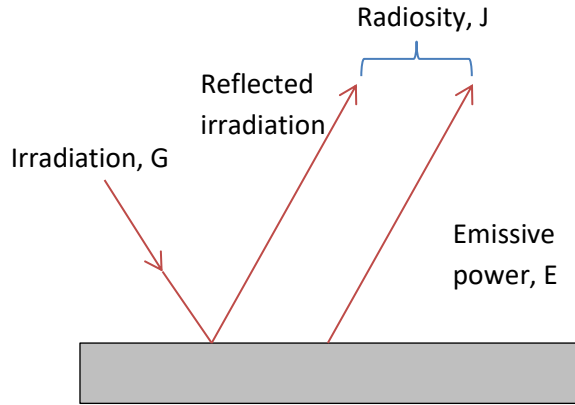 Radiosity, J
Reflected
irradiation
Irradiation, G
Emissive
power, E